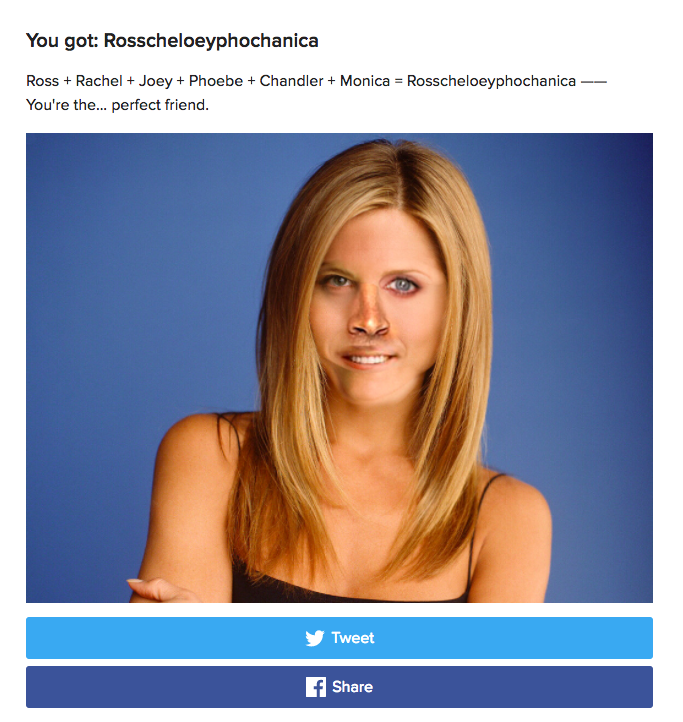 You got: Rosscheloeyphochanica
Ross + Rachel + Joey + Phoebe + Chandler + Monica = Rosscheloeyphochanica ——
You're the... perfect friend.
Tweet
Share